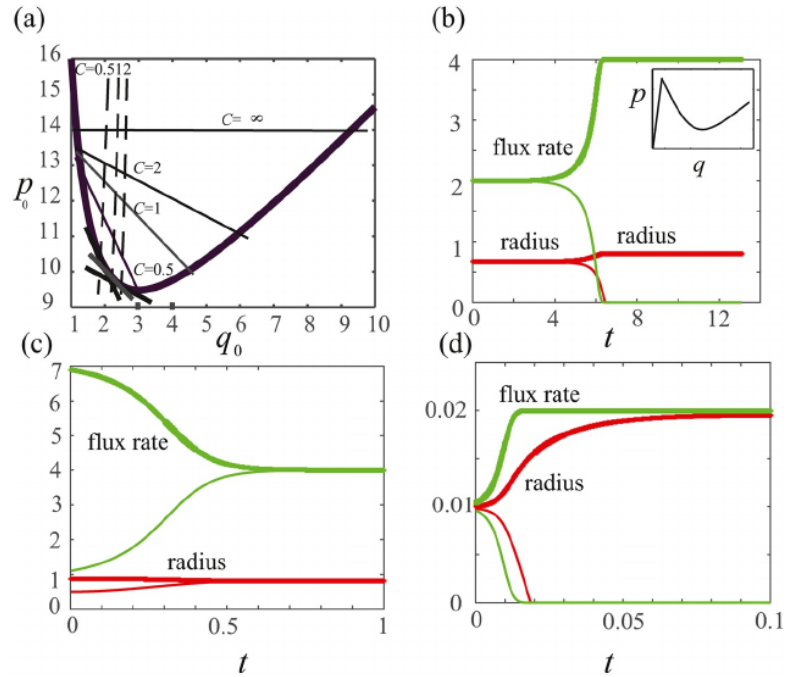 (a)
16
15
14
13
12
11
10
9
p₀
C=0.512
C= ∞
C=2
C=1
C=0.5
1 2 3 4 5 6 7 8 9 10
q₀
(b)
4
3
2
1
0
flux rate
radius
radius
p
q
0 4 8 12
t
(c)
7
6
5
4
3
2
1
0
flux rate
radius
0 0.5 1
t
(d)
0.02
0.01
0
flux rate
radius
0 0.05 0.1
t